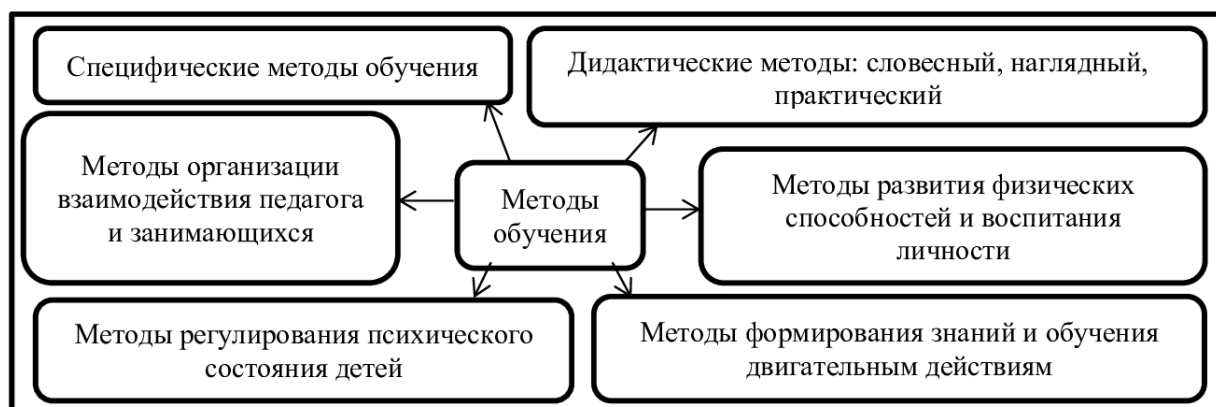 Специфические методы обучения
Дидактические методы: словесный, наглядный,
практический
Методы организации
взаимодействия педагога
и занимающихся
Методы
обучения
Методы развития физических
способностей и воспитания
личности
Методы регулирования психического
состояния детей
Методы формирования знаний и обучения
двигательным действиям